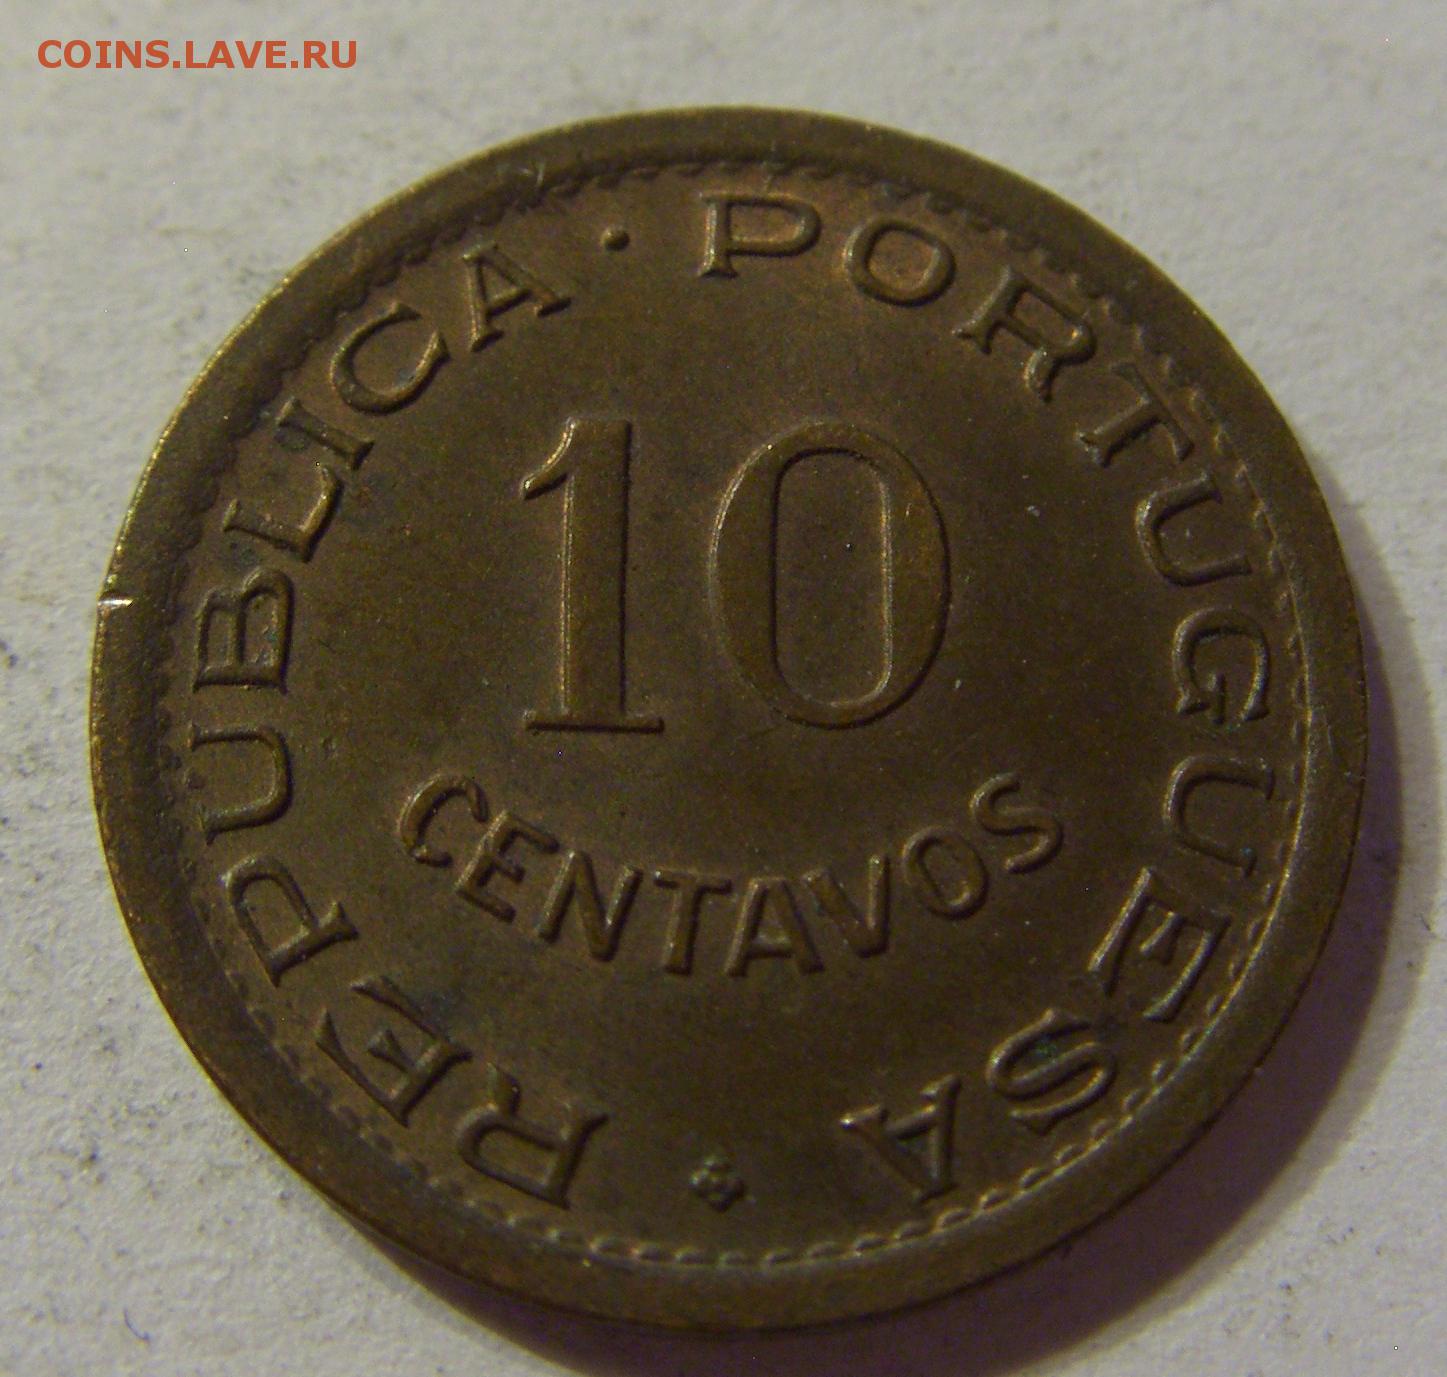 COINS.LAVE.RU
REPUBLICA · PORTUGUESA
10
CENTAVOS